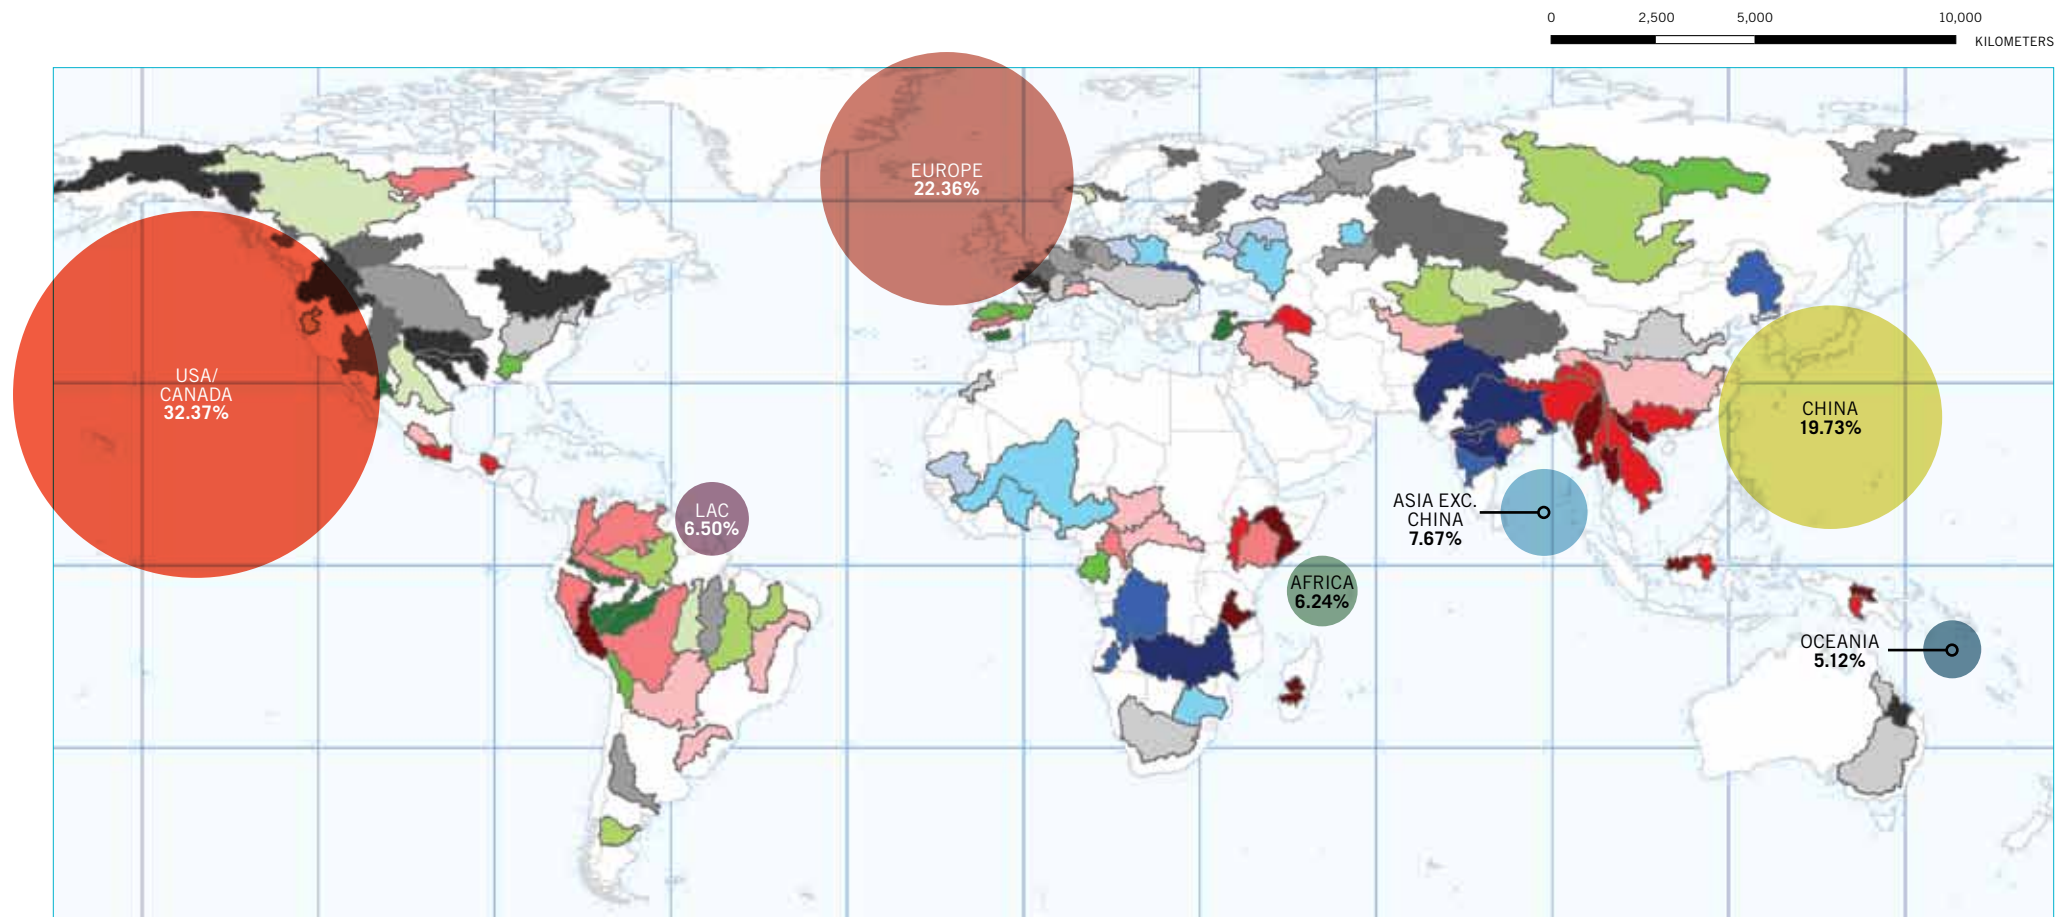 0 2,500 5,000 10,000
KILOMETERS
EUROPE
22.36%
USA/
CANADA
32.37%
CHINA
19.73%
LAC
6.50%
ASIA EXC.
CHINA
7.67%
AFRICA
6.24%
OCEANIA
5.12%